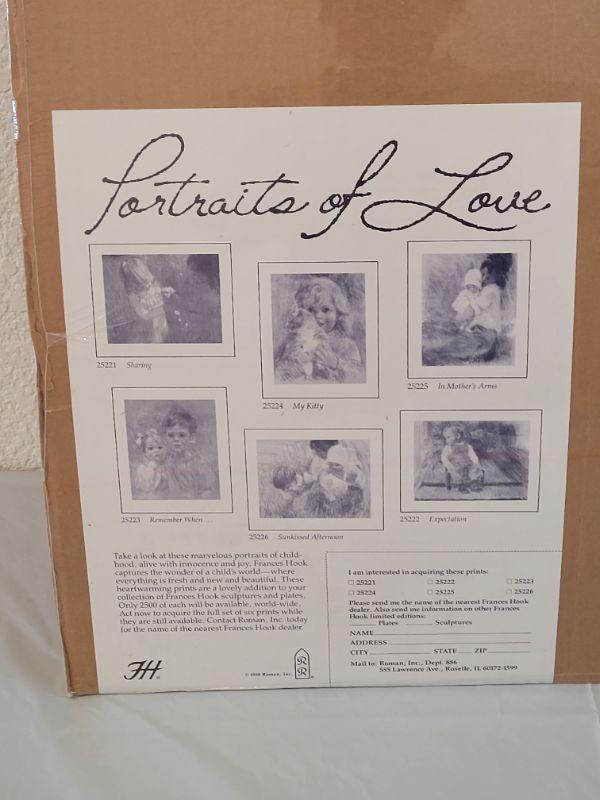 Portraits of Love
25221 Sharing
25224 My Kitty
25225 In Mother's Arms
25223 Remember When...
25226 Sunkissed Afternoon
25222 Expectation
Take a look at these marvelous portraits of child-
hood, alive with innocence and joy. Frances Hook
captures the wonder of a child's world—where
everything is fresh and new and beautiful. These
heartwarming prints are a lovely addition to your
collection of Frances Hook sculptures and plates.
Only 2500 of each will be available, world-wide.
Act now to acquire the full set of six prints while
they are still available. Contact Roman, Inc. today
for the name of the nearest Frances Hook dealer.
FH®
© 1988 Roman, Inc.
R
R
®
I am interested in acquiring these prints:
□ 25221 □ 25222 □ 25223
□ 25224 □ 25225 □ 25226
Please send me the name of the nearest Frances Hook
dealer. Also send me information on other Frances
Hook limited editions:
______ Plates ______ Sculptures
NAME
ADDRESS
CITY STATE ZIP
Mail to: Roman, Inc., Dept. 886
555 Lawrence Ave., Roselle, IL 60172-1599